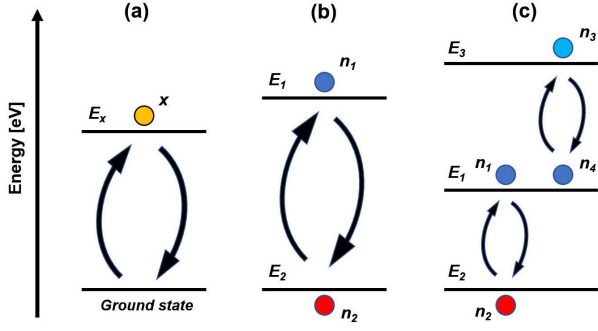 Energy [eV]
(a)
x
Eₓ
Ground state
(b)
n₁
E₁
E₂
n₂
(c)
n₃
E₃
n₁
n₄
E₁
E₂
n₂